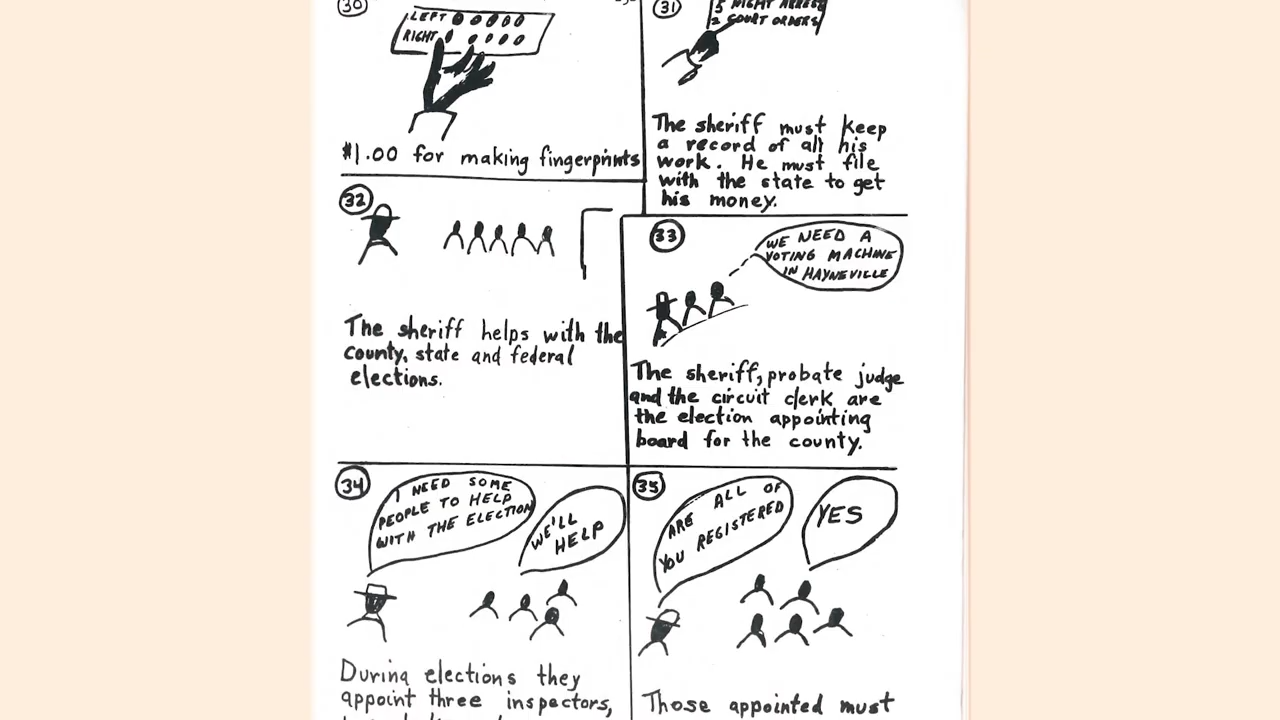 30
LEFT
RIGHT
$1.00 for making fingerprints
31
5 NIGHT ARREST
2 COURT ORDERS
The sheriff must keep
a record of all his
work. He must file
with the state to get
his money.
32
The sheriff helps with the
county, state and federal
elections.
33
WE NEED A
VOTING MACHINE
IN HAYNEVILLE
The sheriff, probate judge
and the circuit clerk are
the election appointing
board for the county.
34
I NEED SOME
PEOPLE TO HELP
WITH THE ELECTION
WE'LL
HELP
During elections they
appoint three inspectors,
35
ARE ALL OF
YOU REGISTERED
YES
Those appointed must